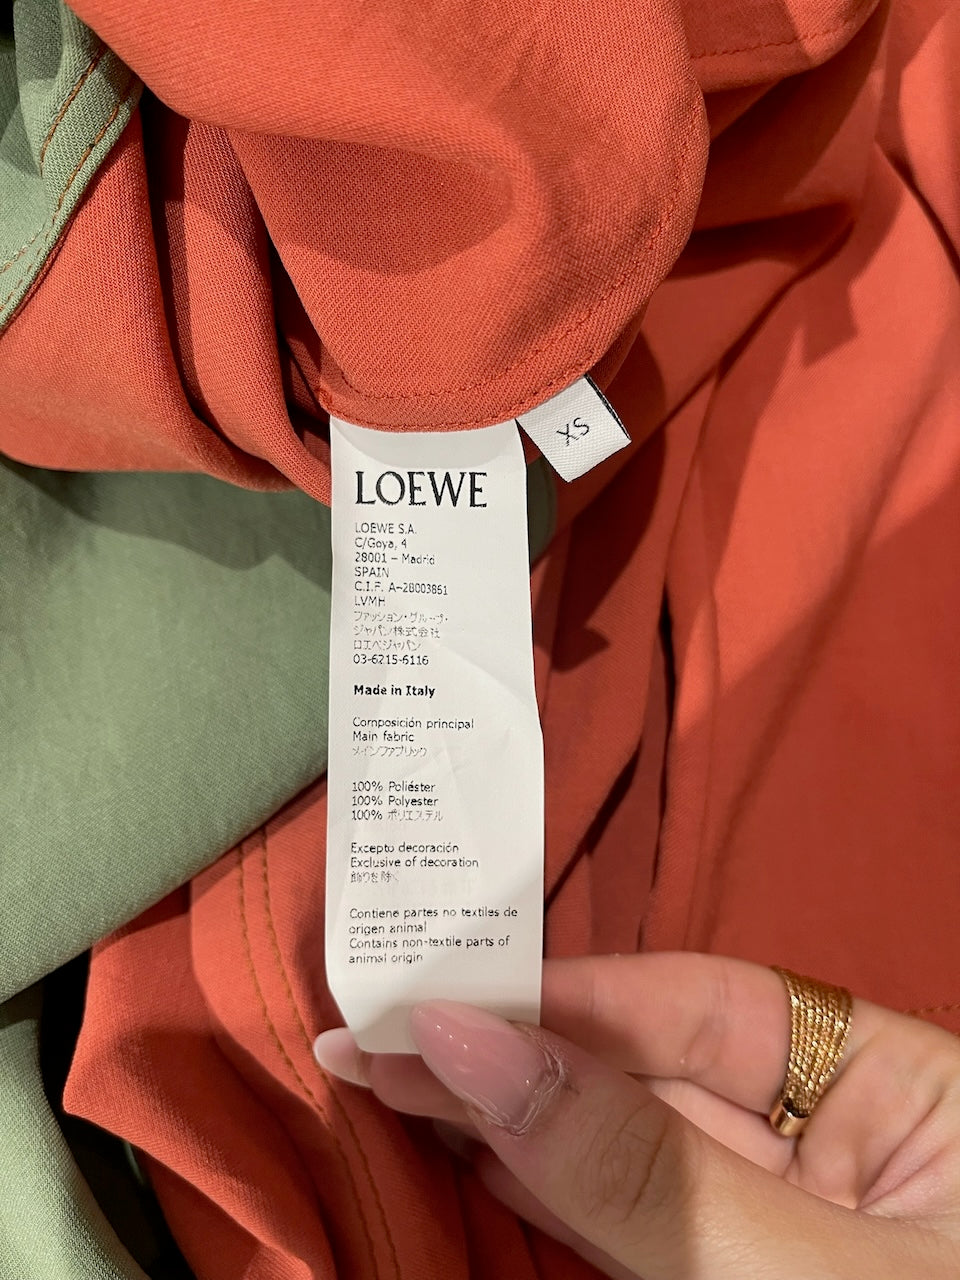 XS
LOEWE
LOEWE S.A.
C/Goya, 4
28001 – Madrid
SPAIN
C.I.F. A-28003861
LVMH
ファッション・グループ・
ジャパン株式会社
ロエベジャパン
03-6215-6116
Made in Italy
Composición principal
Main fabric
メインファブリック
100% Poliéster
100% Polyester
100% ポリエステル
Excepto decoración
Exclusive of decoration
飾りを除く
Contiene partes no textiles de
origen animal
Contains non-textile parts of
animal origin